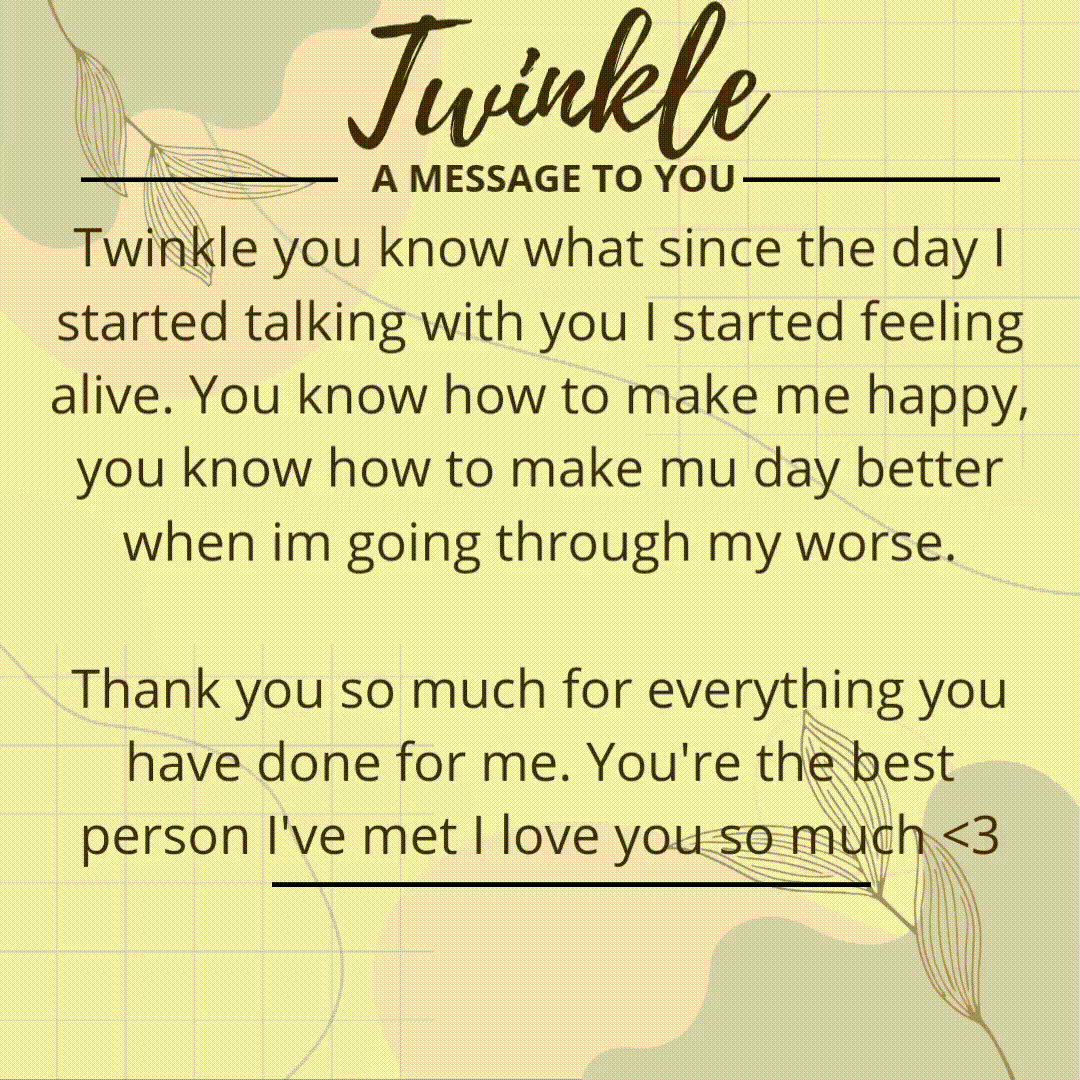 Twinkle
A MESSAGE TO YOU
Twinkle you know what since the day I
started talking with you I started feeling
alive. You know how to make me happy,
you know how to make mu day better
when im going through my worse.
Thank you so much for everything you
have done for me. You're the best
person I've met I love you so much <3